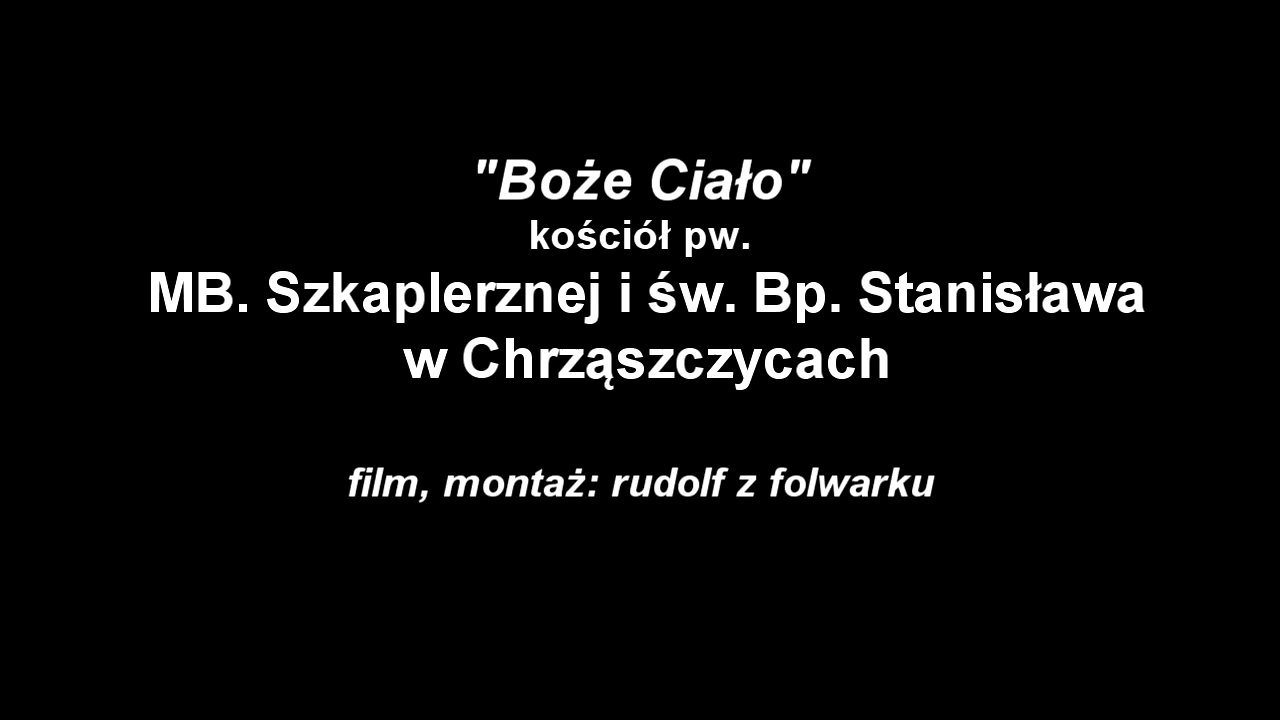 "Boże Ciało"
kościół pw.
MB. Szkaplerznej i św. Bp. Stanisława
w Chrząszczycach
film, montaż: rudolf z folwarku